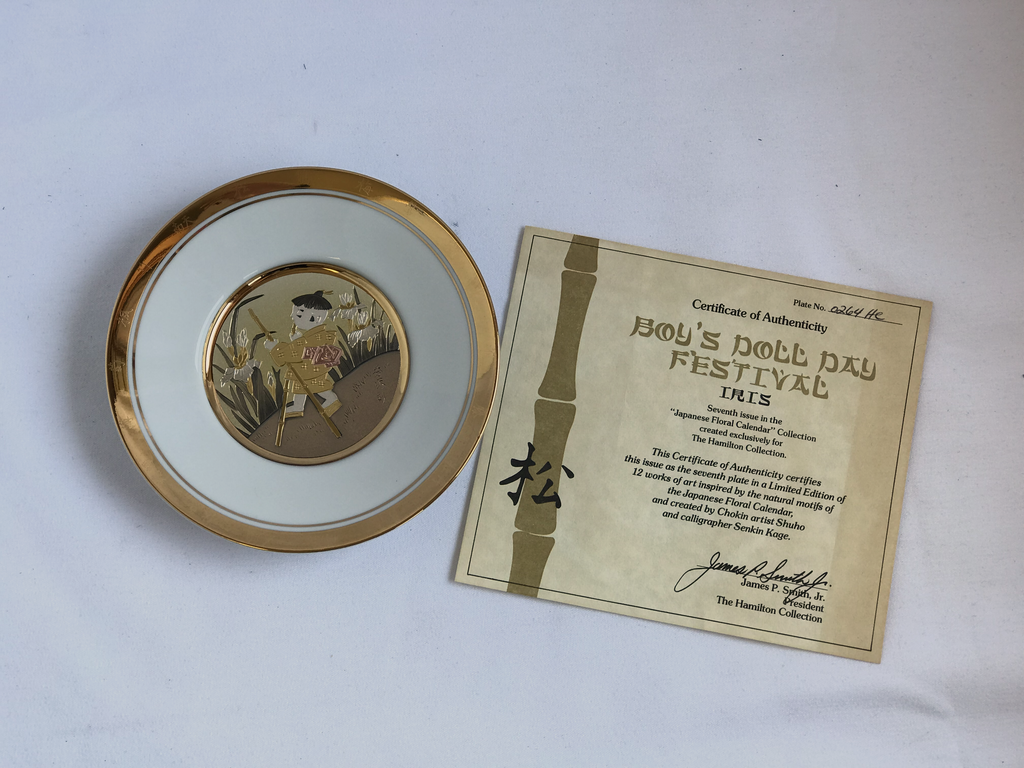 Plate No. 0264 HC
Certificate of Authenticity
BOY'S DOLL DAY
FESTIVAL
IRIS
Seventh issue in the
"Japanese Floral Calendar" Collection
created exclusively for
The Hamilton Collection.
This Certificate of Authenticity certifies
this issue as the seventh plate in a Limited Edition of
12 works of art inspired by the natural motifs of
the Japanese Floral Calendar,
and created by Chokin artist Shuho
and calligrapher Senkin Kage.
松
James P. Smith, Jr.
James P. Smith, Jr.
President
The Hamilton Collection